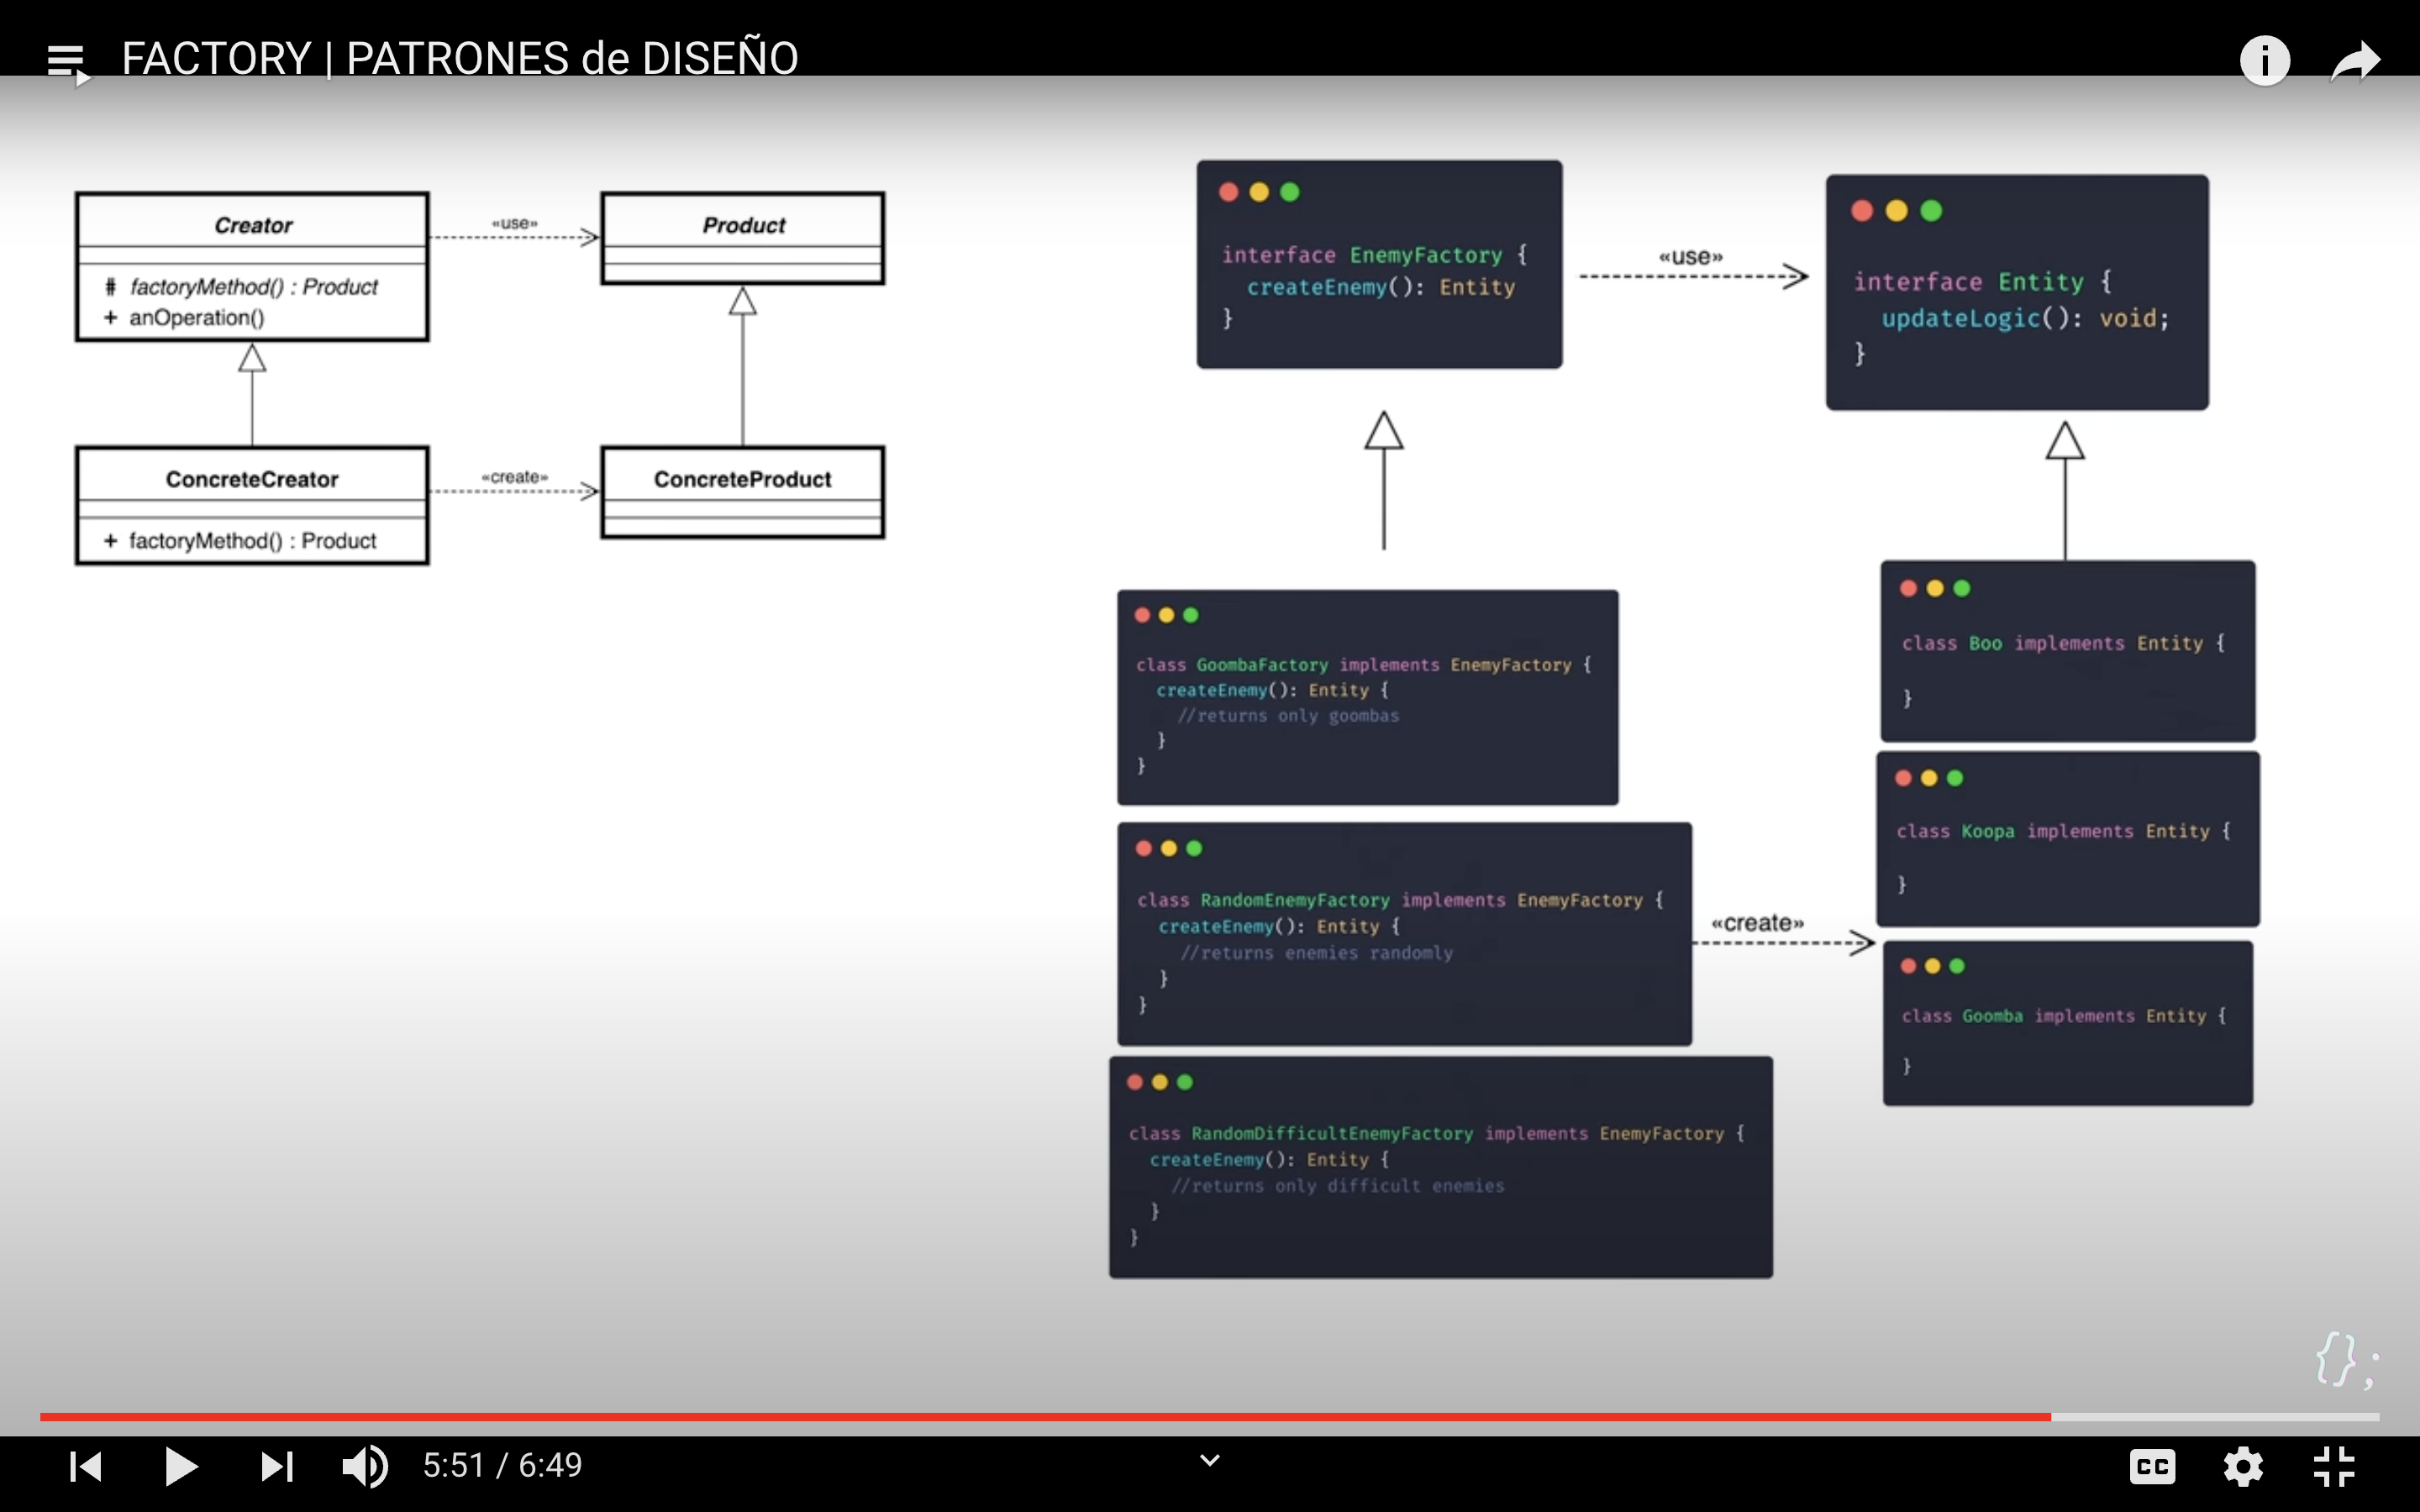 FACTORY | PATRONES de DISEÑO
Creator
# factoryMethod() : Product
+ anOperation()
«use»
Product
ConcreteCreator
+ factoryMethod() : Product
«create»
ConcreteProduct
interface EnemyFactory {
createEnemy(): Entity
}
«use»
interface Entity {
updateLogic(): void;
}
class GoombaFactory implements EnemyFactory {
createEnemy(): Entity {
//returns only goombas
}
}
class RandomEnemyFactory implements EnemyFactory {
createEnemy(): Entity {
//returns enemies randomly
}
}
class RandomDifficultEnemyFactory implements EnemyFactory {
createEnemy(): Entity {
//returns only difficult enemies
}
}
«create»
class Boo implements Entity {
}
class Koopa implements Entity {
}
class Goomba implements Entity {
}
{};
5:51 / 6:49
CC